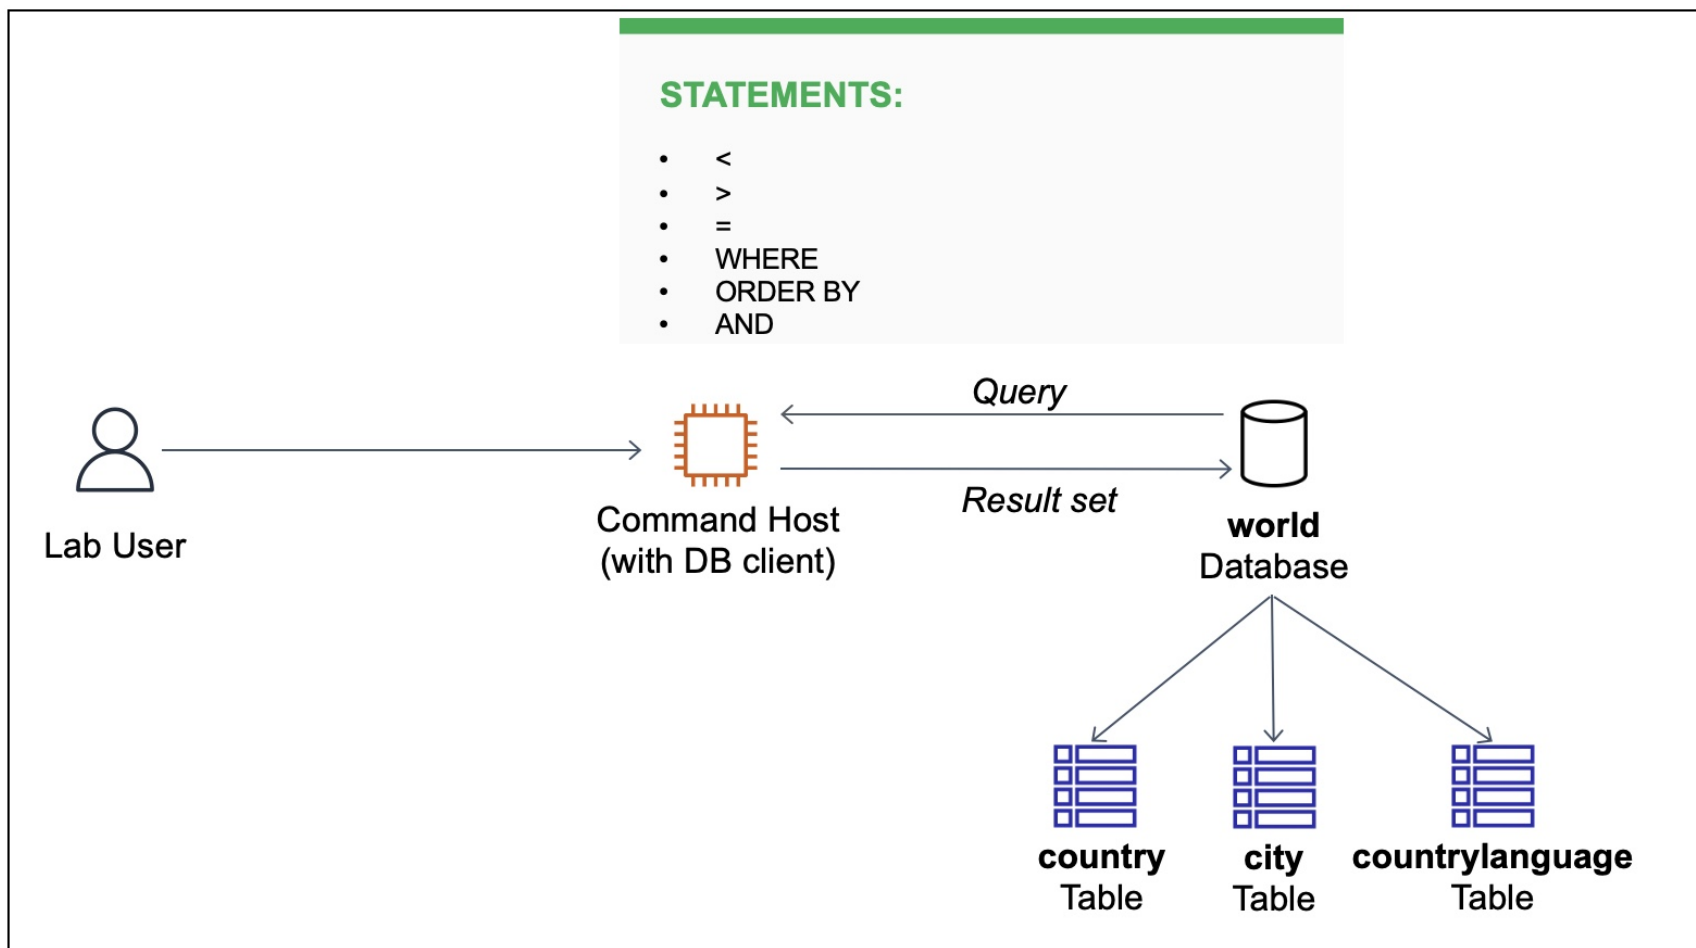 STATEMENTS:
• <
• >
• =
• WHERE
• ORDER BY
• AND
Query
Result set
Lab User
Command Host
(with DB client)
world
Database
country
Table
city
Table
countrylanguage
Table